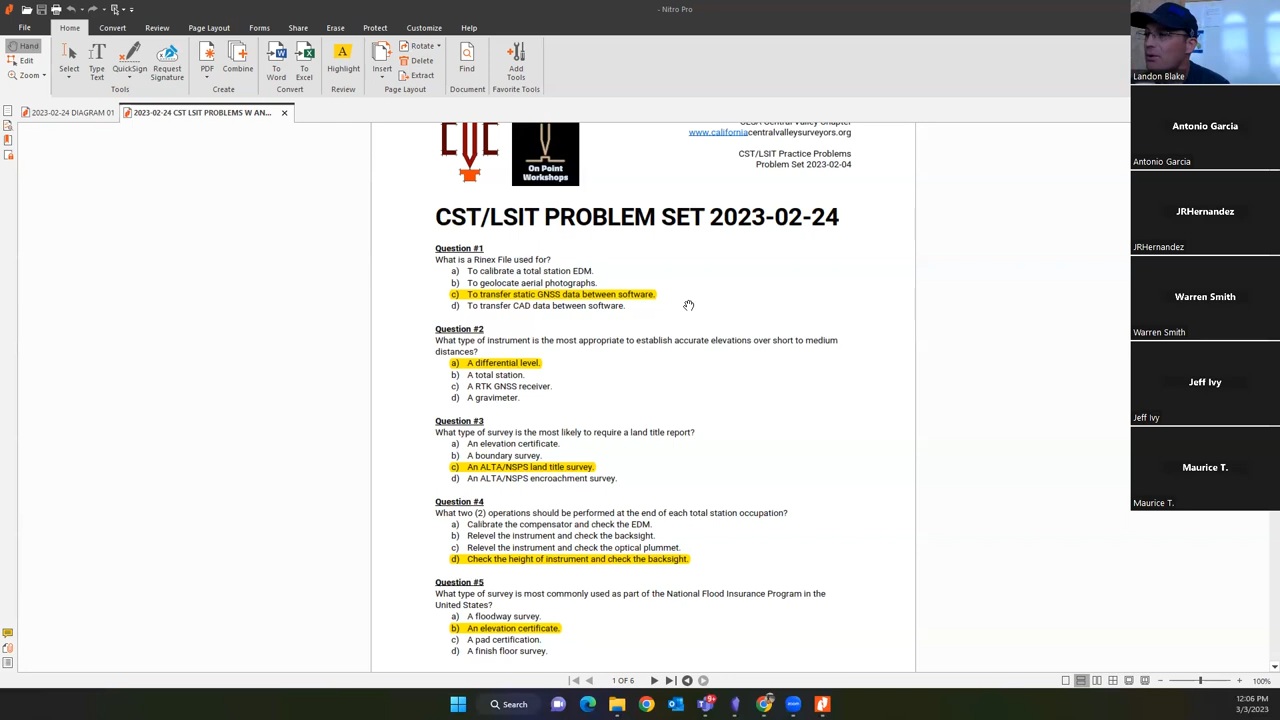 - Nitro Pro
File
Home
Convert
Review
Page Layout
Forms
Share
Erase
Protect
Customize
Help
Hand
Edit
Zoom
Select
Type Text
QuickSign
Request Signature
PDF
Combine
To Word
To Excel
Highlight
Insert
Rotate
Delete
Extract
Find
Add Tools
Tools
Create
Convert
Review
Page Layout
Document
Favorite Tools
2023-02-24 DIAGRAM 01
2023-02-24 CST LSIT PROBLEMS W AN...
CLSA Central Valley Chapter
www.californiacentralvalleysurveyors.org
CST/LSIT Practice Problems
Problem Set 2023-02-04
On Point
Workshops
CST/LSIT PROBLEM SET 2023-02-24
Question #1
What is a Rinex File used for?
a) To calibrate a total station EDM.
b) To geolocate aerial photographs.
c) To transfer static GNSS data between software.
d) To transfer CAD data between software.
Question #2
What type of instrument is the most appropriate to establish accurate elevations over short to medium
distances?
a) A differential level.
b) A total station.
c) A RTK GNSS receiver.
d) A gravimeter.
Question #3
What type of survey is the most likely to require a land title report?
a) An elevation certificate.
b) A boundary survey.
c) An ALTA/NSPS land title survey.
d) An ALTA/NSPS encroachment survey.
Question #4
What two (2) operations should be performed at the end of each total station occupation?
a) Calibrate the compensator and check the EDM.
b) Relevel the instrument and check the backsight.
c) Relevel the instrument and check the optical plummet.
d) Check the height of instrument and check the backsight.
Question #5
What type of survey is most commonly used as part of the National Flood Insurance Program in the
United States?
a) A floodway survey.
b) An elevation certificate.
c) A pad certification.
d) A finish floor survey.
1 OF 6
100%
Landon Blake
Antonio Garcia
Antonio Garcia
JRHernandez
JRHernandez
Warren Smith
Warren Smith
Jeff Ivy
Jeff Ivy
Maurice T.
Maurice T.
Search
zoom
12:06 PM
3/3/2023